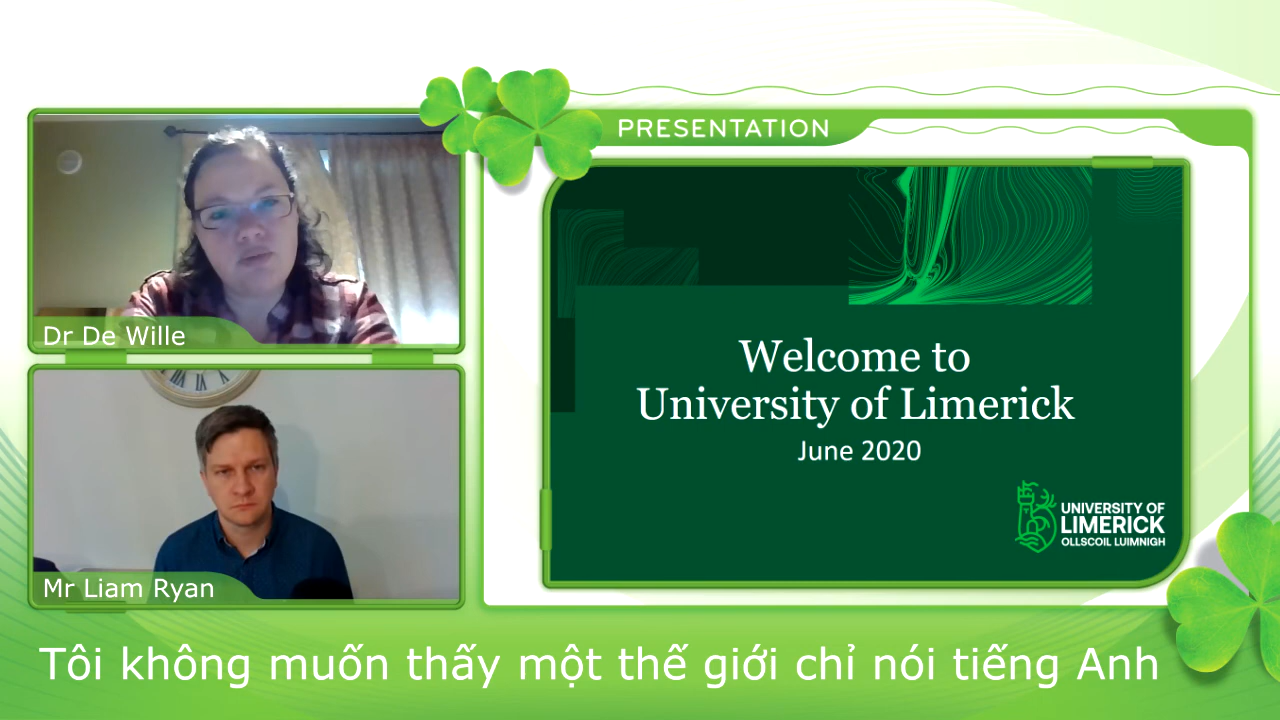 PRESENTATION
Dr De Wille
Mr Liam Ryan
Welcome to
University of Limerick
June 2020
UNIVERSITY OF
LIMERICK
OLLSCOIL LUIMNIGH
Tôi không muốn thấy một thế giới chỉ nói tiếng Anh